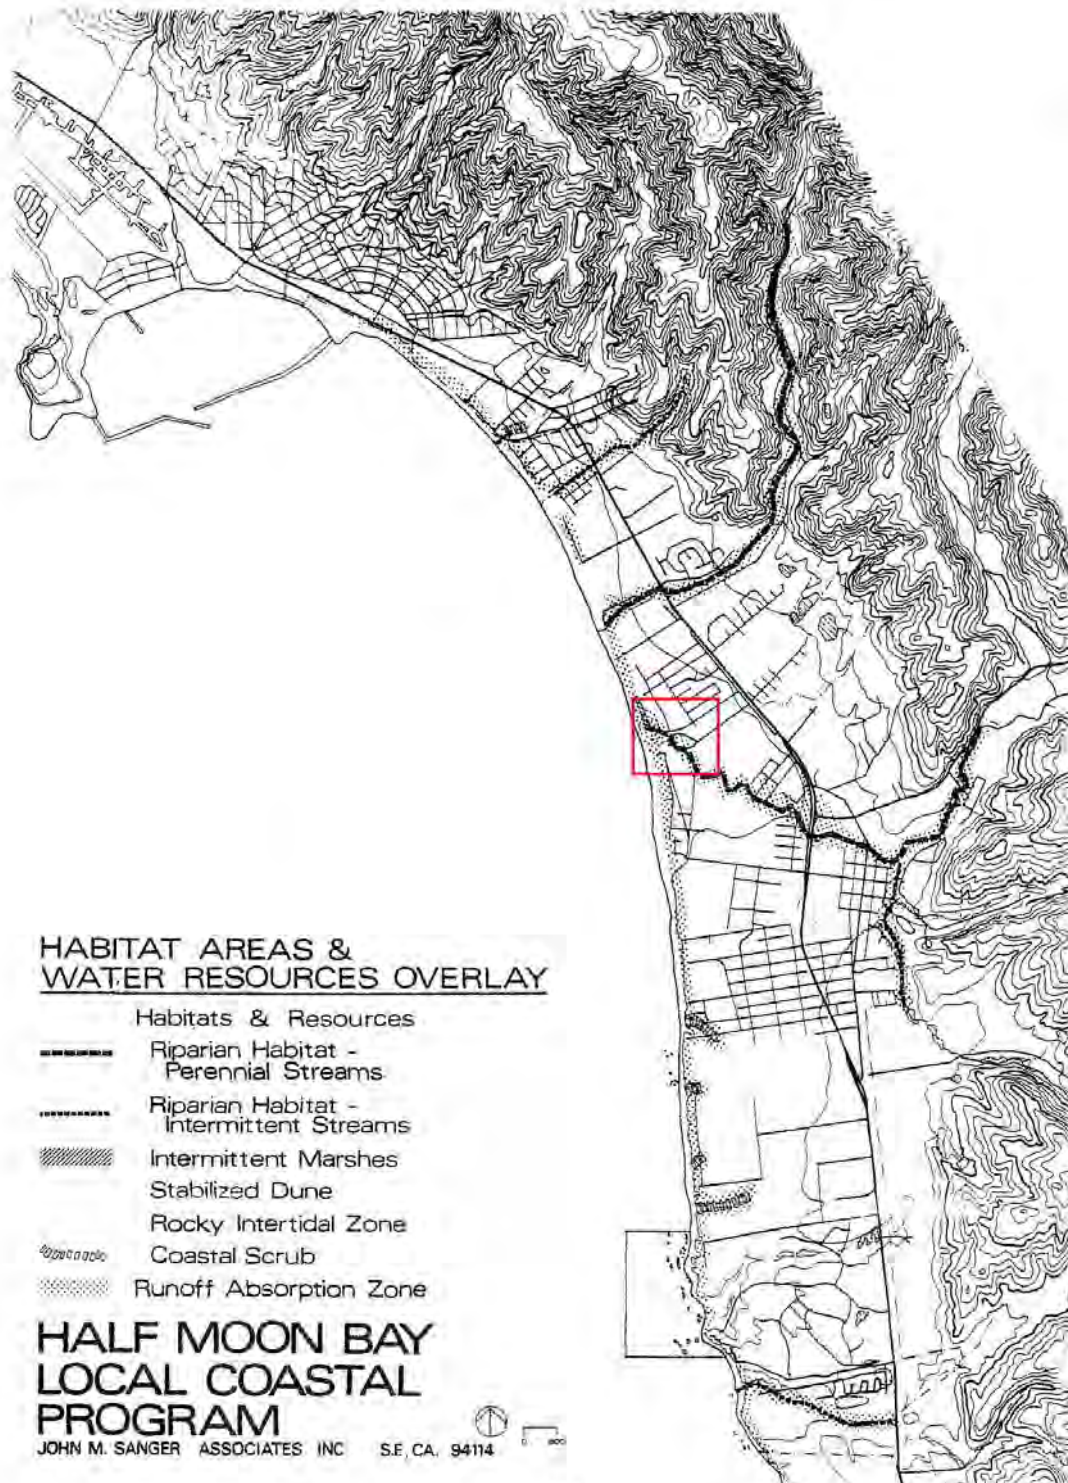 HABITAT AREAS &
WATER RESOURCES OVERLAY
Habitats & Resources
Riparian Habitat -
Perennial Streams
Riparian Habitat -
Intermittent Streams
Intermittent Marshes
Stabilized Dune
Rocky Intertidal Zone
Coastal Scrub
Runoff Absorption Zone
HALF MOON BAY
LOCAL COASTAL
PROGRAM
JOHN M. SANGER ASSOCIATES INC S.F., CA. 94114
0